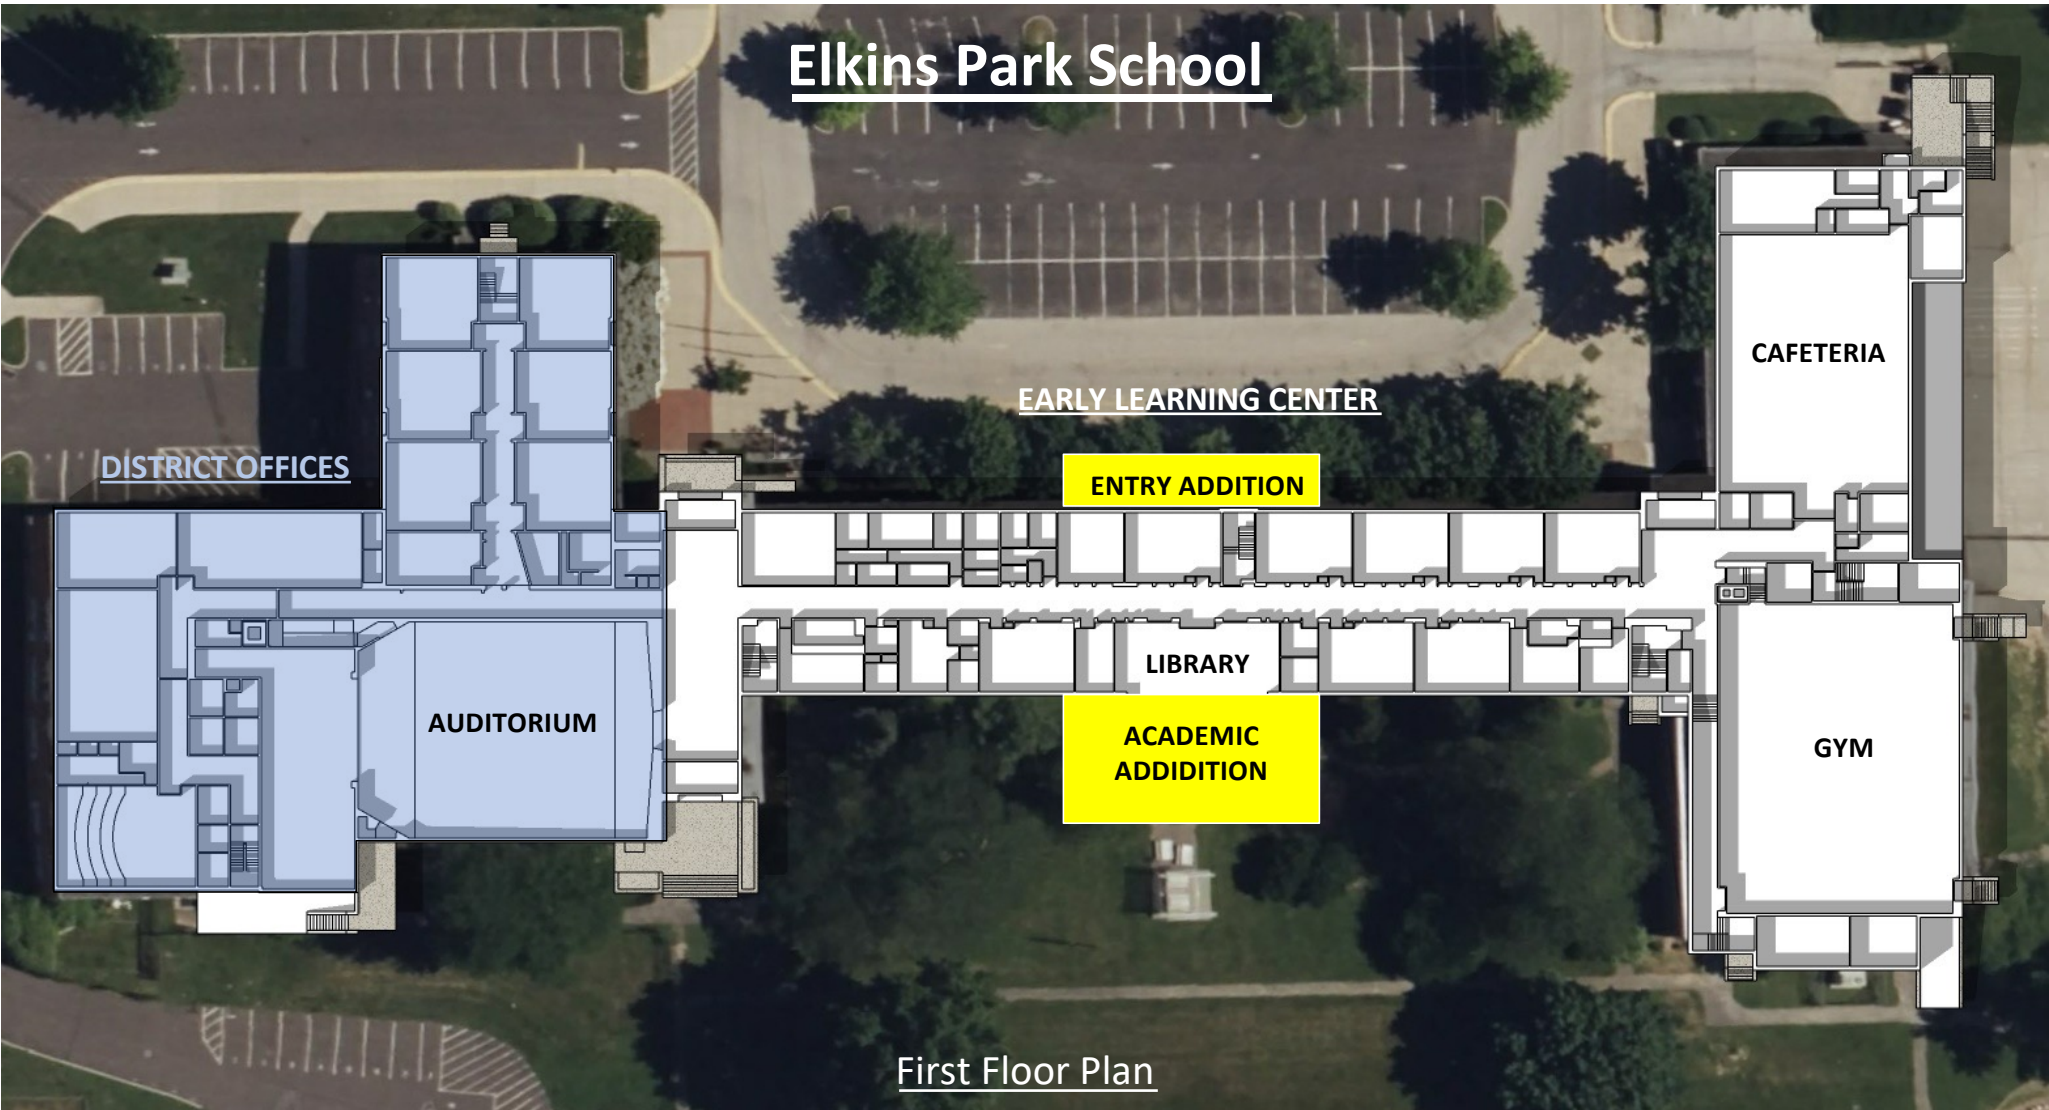 Elkins Park School
CAFETERIA
EARLY LEARNING CENTER
DISTRICT OFFICES
ENTRY ADDITION
LIBRARY
AUDITORIUM
ACADEMIC
ADDIDITION
GYM
First Floor Plan